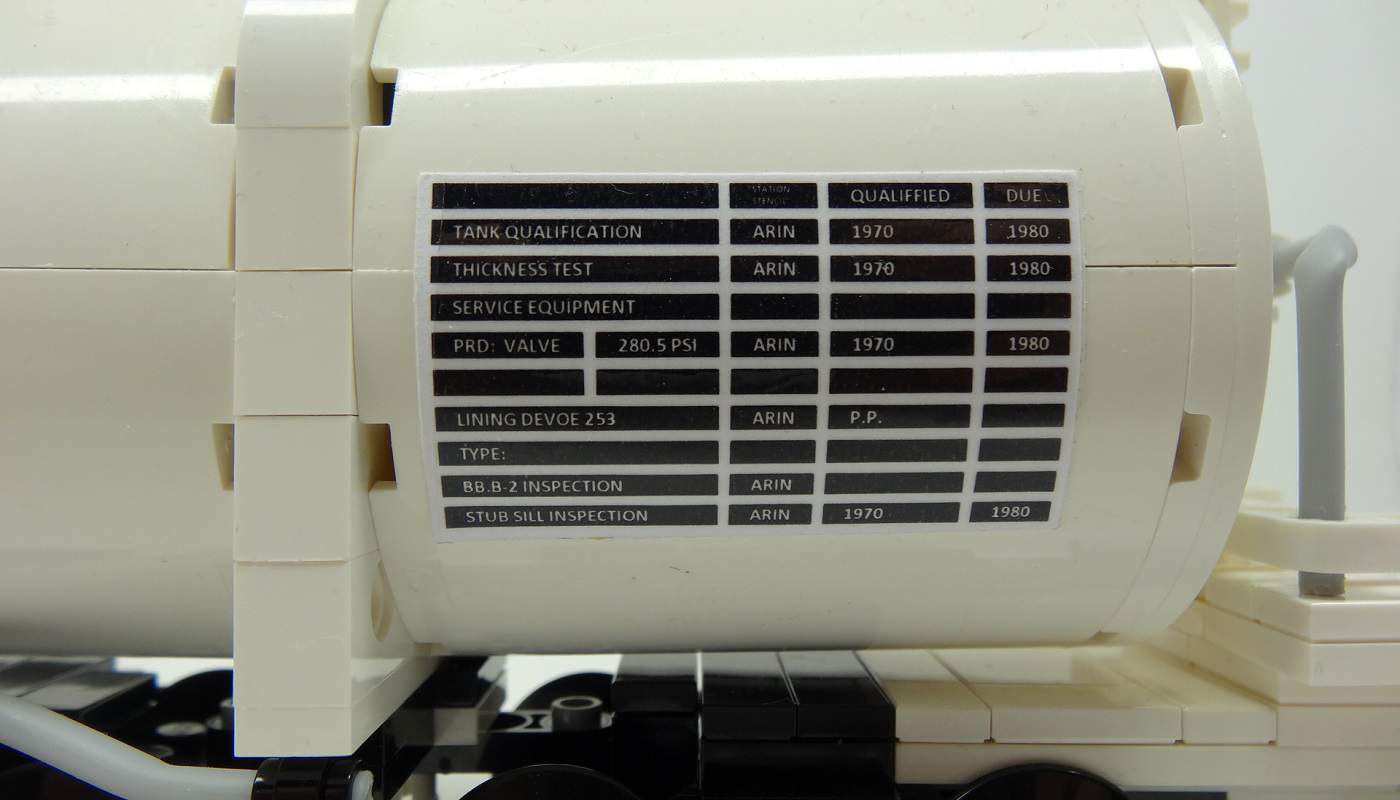 STATION STENCIL QUALIFFIED DUE
TANK QUALIFICATION ARIN 1970 1980
THICKNESS TEST ARIN 1970 1980
SERVICE EQUIPMENT
PRD: VALVE 280.5 PSI ARIN 1970 1980
LINING DEVOE 253 ARIN P.P.
TYPE:
BB.B-2 INSPECTION ARIN
STUB SILL INSPECTION ARIN 1970 1980